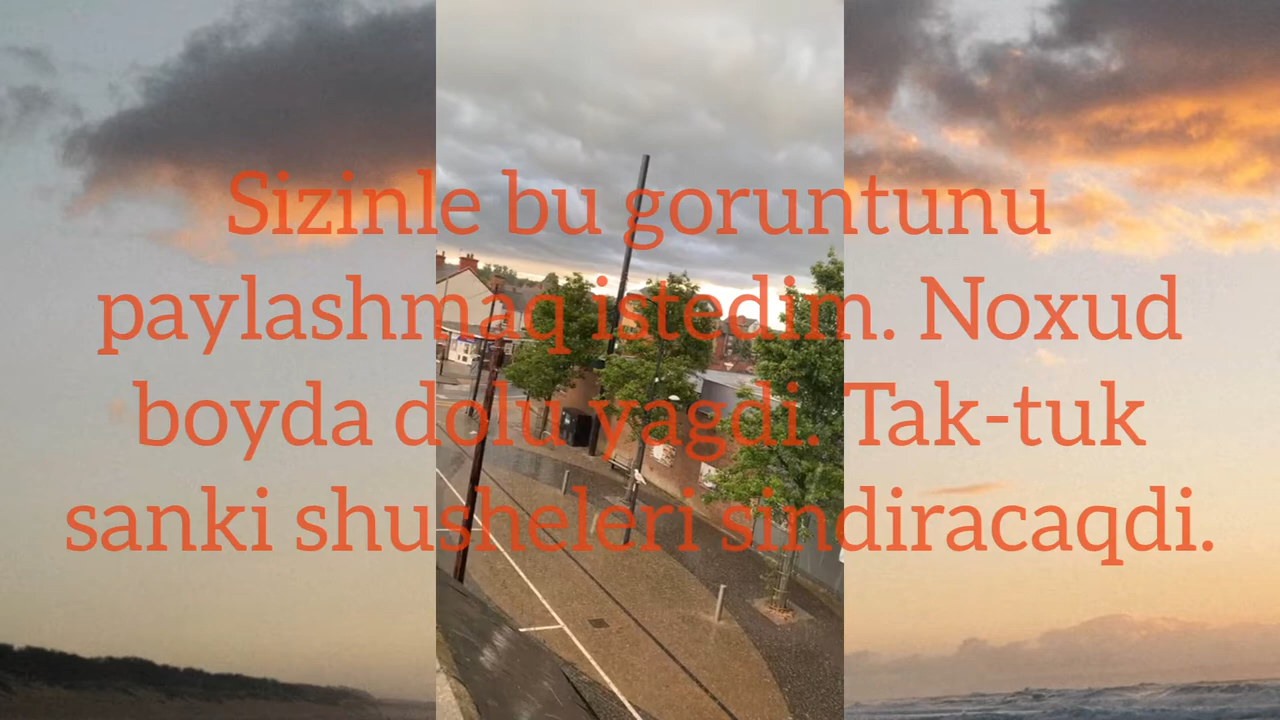 Sizinle bu goruntunu
paylashmaq istedim. Noxud
boyda dolu yagdi. Tak-tuk
sanki shusheleri sindiracaqdi.